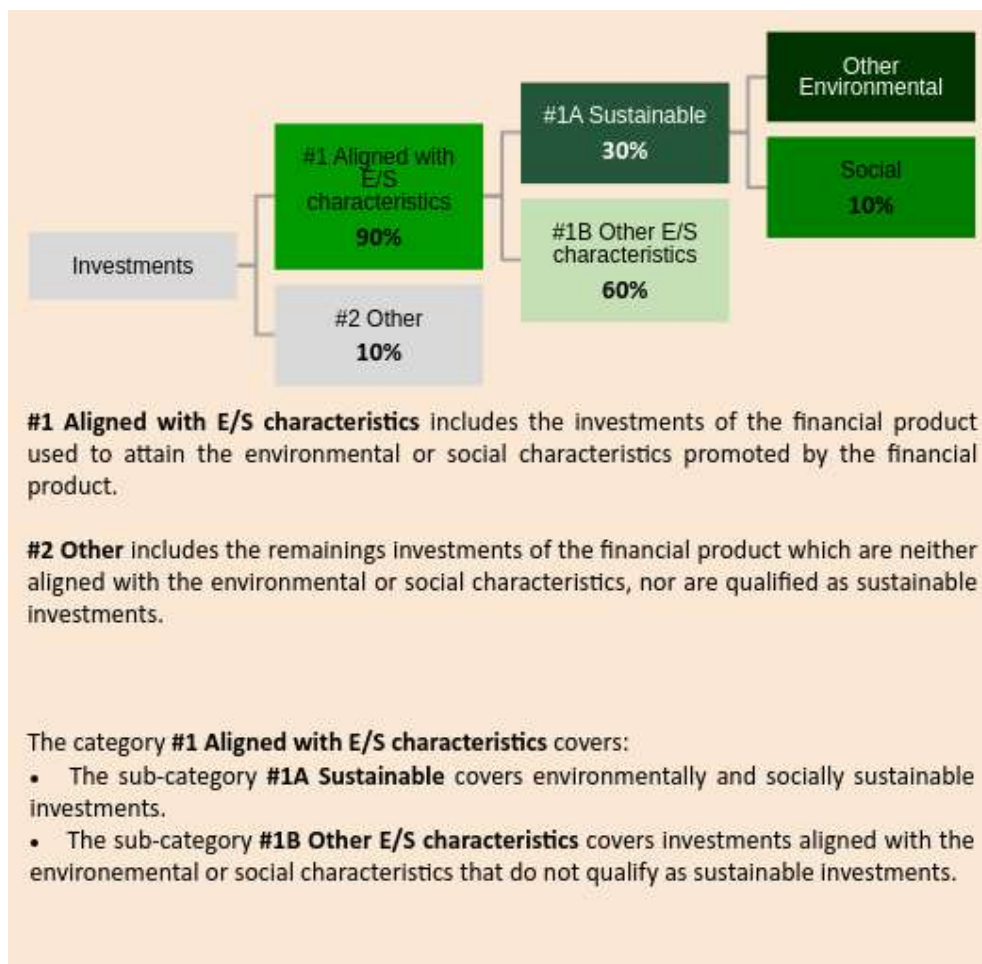 Other
Environmental
#1A Sustainable
30%
#1 Aligned with
E/S
characteristics
90%
Social
10%
#1B Other E/S
characteristics
60%
Investments
#2 Other
10%
#1 Aligned with E/S characteristics includes the investments of the financial product
used to attain the environmental or social characteristics promoted by the financial
product.
#2 Other includes the remainings investments of the financial product which are neither
aligned with the environmental or social characteristics, nor are qualified as sustainable
investments.
The category #1 Aligned with E/S characteristics covers:
• The sub-category #1A Sustainable covers environmentally and socially sustainable
investments.
• The sub-category #1B Other E/S characteristics covers investments aligned with the
environemental or social characteristics that do not qualify as sustainable investments.